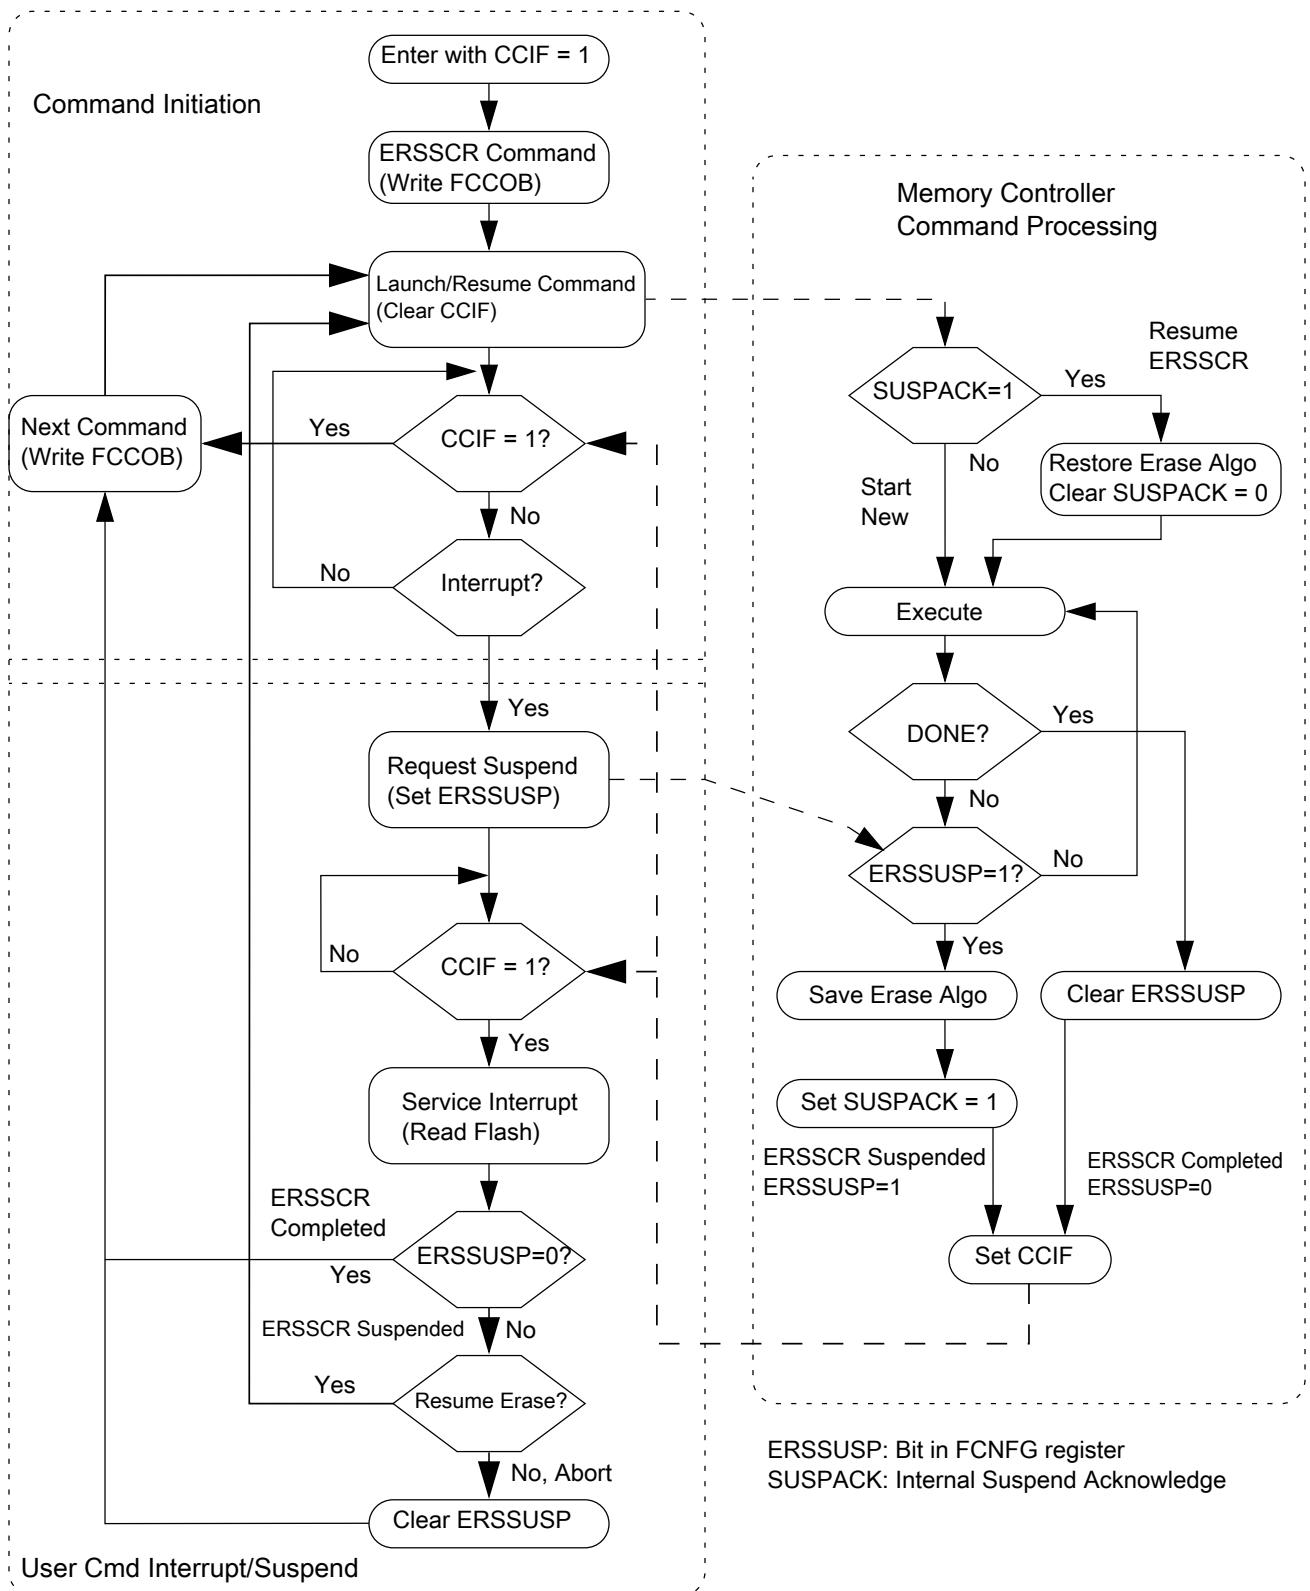 Enter with CCIF = 1
Command Initiation
ERSSCR Command
(Write FCCOB)
Launch/Resume Command
(Clear CCIF)
Next Command
(Write FCCOB)
Yes
CCIF = 1?
No
No
Interrupt?
Yes
Request Suspend
(Set ERSSUSP)
No
CCIF = 1?
Yes
Service Interrupt
(Read Flash)
ERSSCR
Completed
ERSSUSP=0?
Yes
ERSSCR Suspended
No
Yes
Resume Erase?
No, Abort
Clear ERSSUSP
User Cmd Interrupt/Suspend
Memory Controller
Command Processing
Resume
ERSSCR
SUSPACK=1
Yes
No
Restore Erase Algo
Clear SUSPACK = 0
Start
New
Execute
DONE?
Yes
No
ERSSUSP=1?
No
Yes
Save Erase Algo
Clear ERSSUSP
Set SUSPACK = 1
ERSSCR Suspended
ERSSUSP=1
ERSSCR Completed
ERSSUSP=0
Set CCIF
ERSSUSP: Bit in FCNFG register
SUSPACK: Internal Suspend Acknowledge